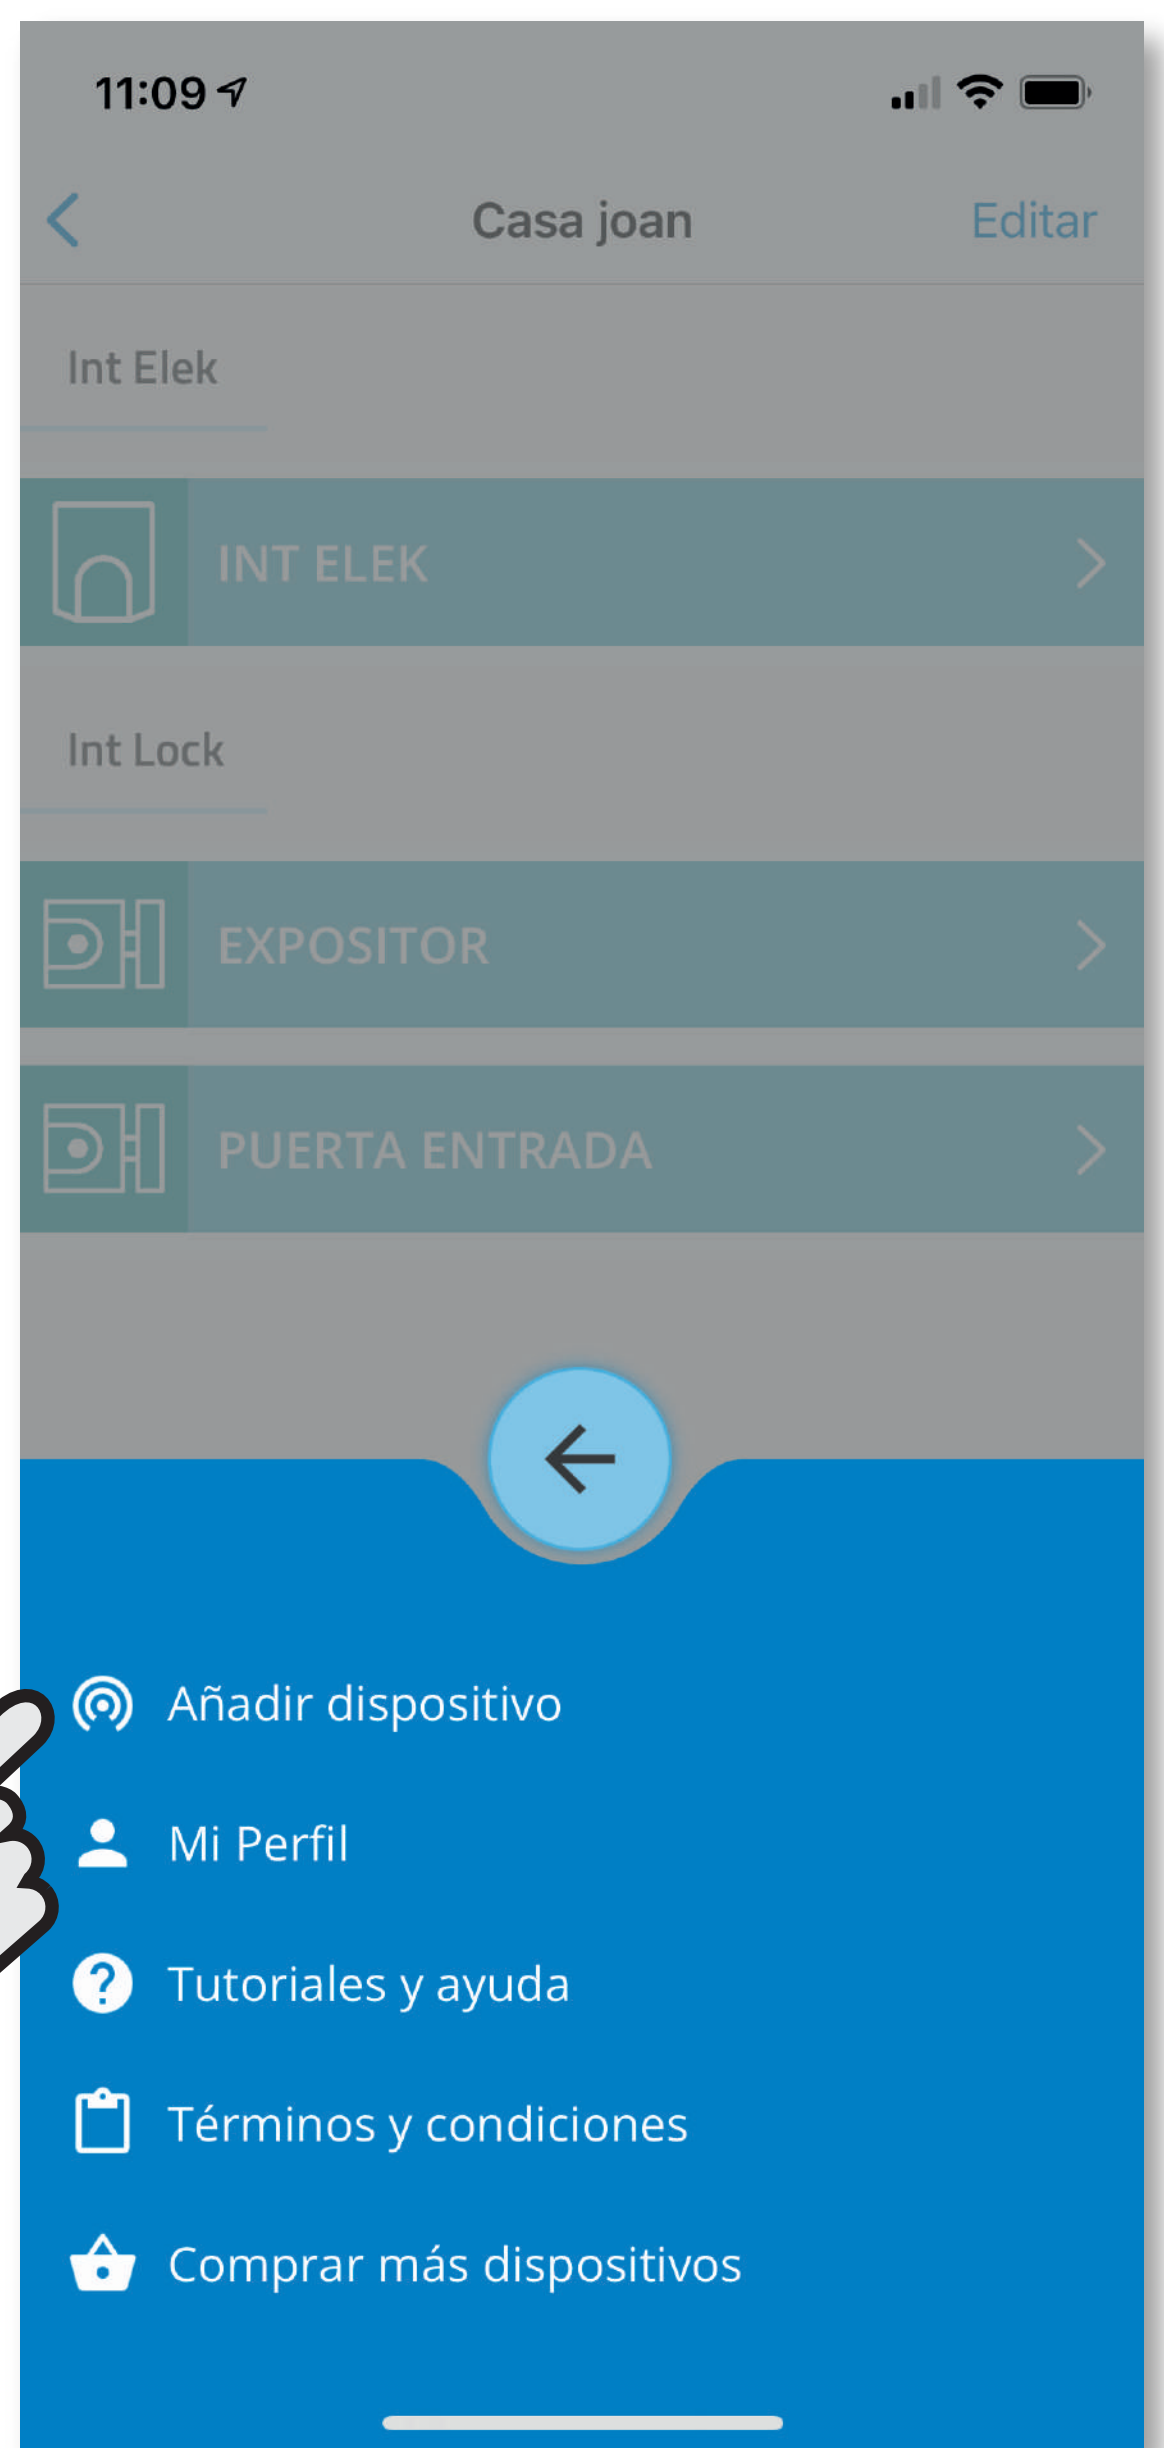 11:09
Casa joan
Editar
Int Elek
INT ELEK
Int Lock
EXPOSITOR
PUERTA ENTRADA
Añadir dispositivo
Mi Perfil
Tutoriales y ayuda
Términos y condiciones
Comprar más dispositivos